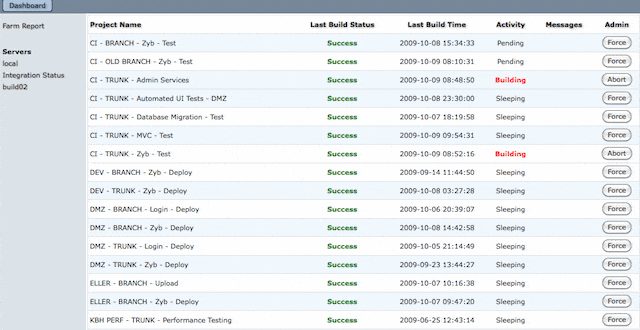 Dashboard
Farm Report
Servers
local
Integration Status
build02
Project Name Last Build Status Last Build Time Activity Messages Admin
CI - BRANCH - Zyb - Test Success 2009-10-08 15:34:33 Pending Force
CI - OLD BRANCH - Zyb - Test Success 2009-10-09 08:10:31 Pending Force
CI - TRUNK - Admin Services Success 2009-10-09 08:48:50 Building Abort
CI - TRUNK - Automated UI Tests - DMZ Success 2009-10-08 23:30:00 Sleeping Force
CI - TRUNK - Database Migration - Test Success 2009-10-07 18:19:58 Sleeping Force
CI - TRUNK - MVC - Test Success 2009-10-09 09:54:31 Sleeping Force
CI - TRUNK - Zyb - Test Success 2009-10-09 08:52:16 Building Abort
DEV - BRANCH - Zyb - Deploy Success 2009-09-14 11:44:50 Sleeping Force
DEV - TRUNK - Zyb - Deploy Success 2009-10-08 03:27:28 Sleeping Force
DMZ - BRANCH - Login - Deploy Success 2009-10-06 20:39:07 Sleeping Force
DMZ - BRANCH - Zyb - Deploy Success 2009-10-08 14:42:58 Sleeping Force
DMZ - TRUNK - Login - Deploy Success 2009-10-05 21:14:49 Sleeping Force
DMZ - TRUNK - Zyb - Deploy Success 2009-09-23 13:44:27 Sleeping Force
ELLER - BRANCH - Upload Success 2009-10-07 10:16:38 Sleeping Force
ELLER - BRANCH - Zyb - Deploy Success 2009-10-07 09:47:20 Sleeping Force
KBH PERF - TRUNK - Performance Testing Success 2009-06-25 12:43:14 Sleeping Force